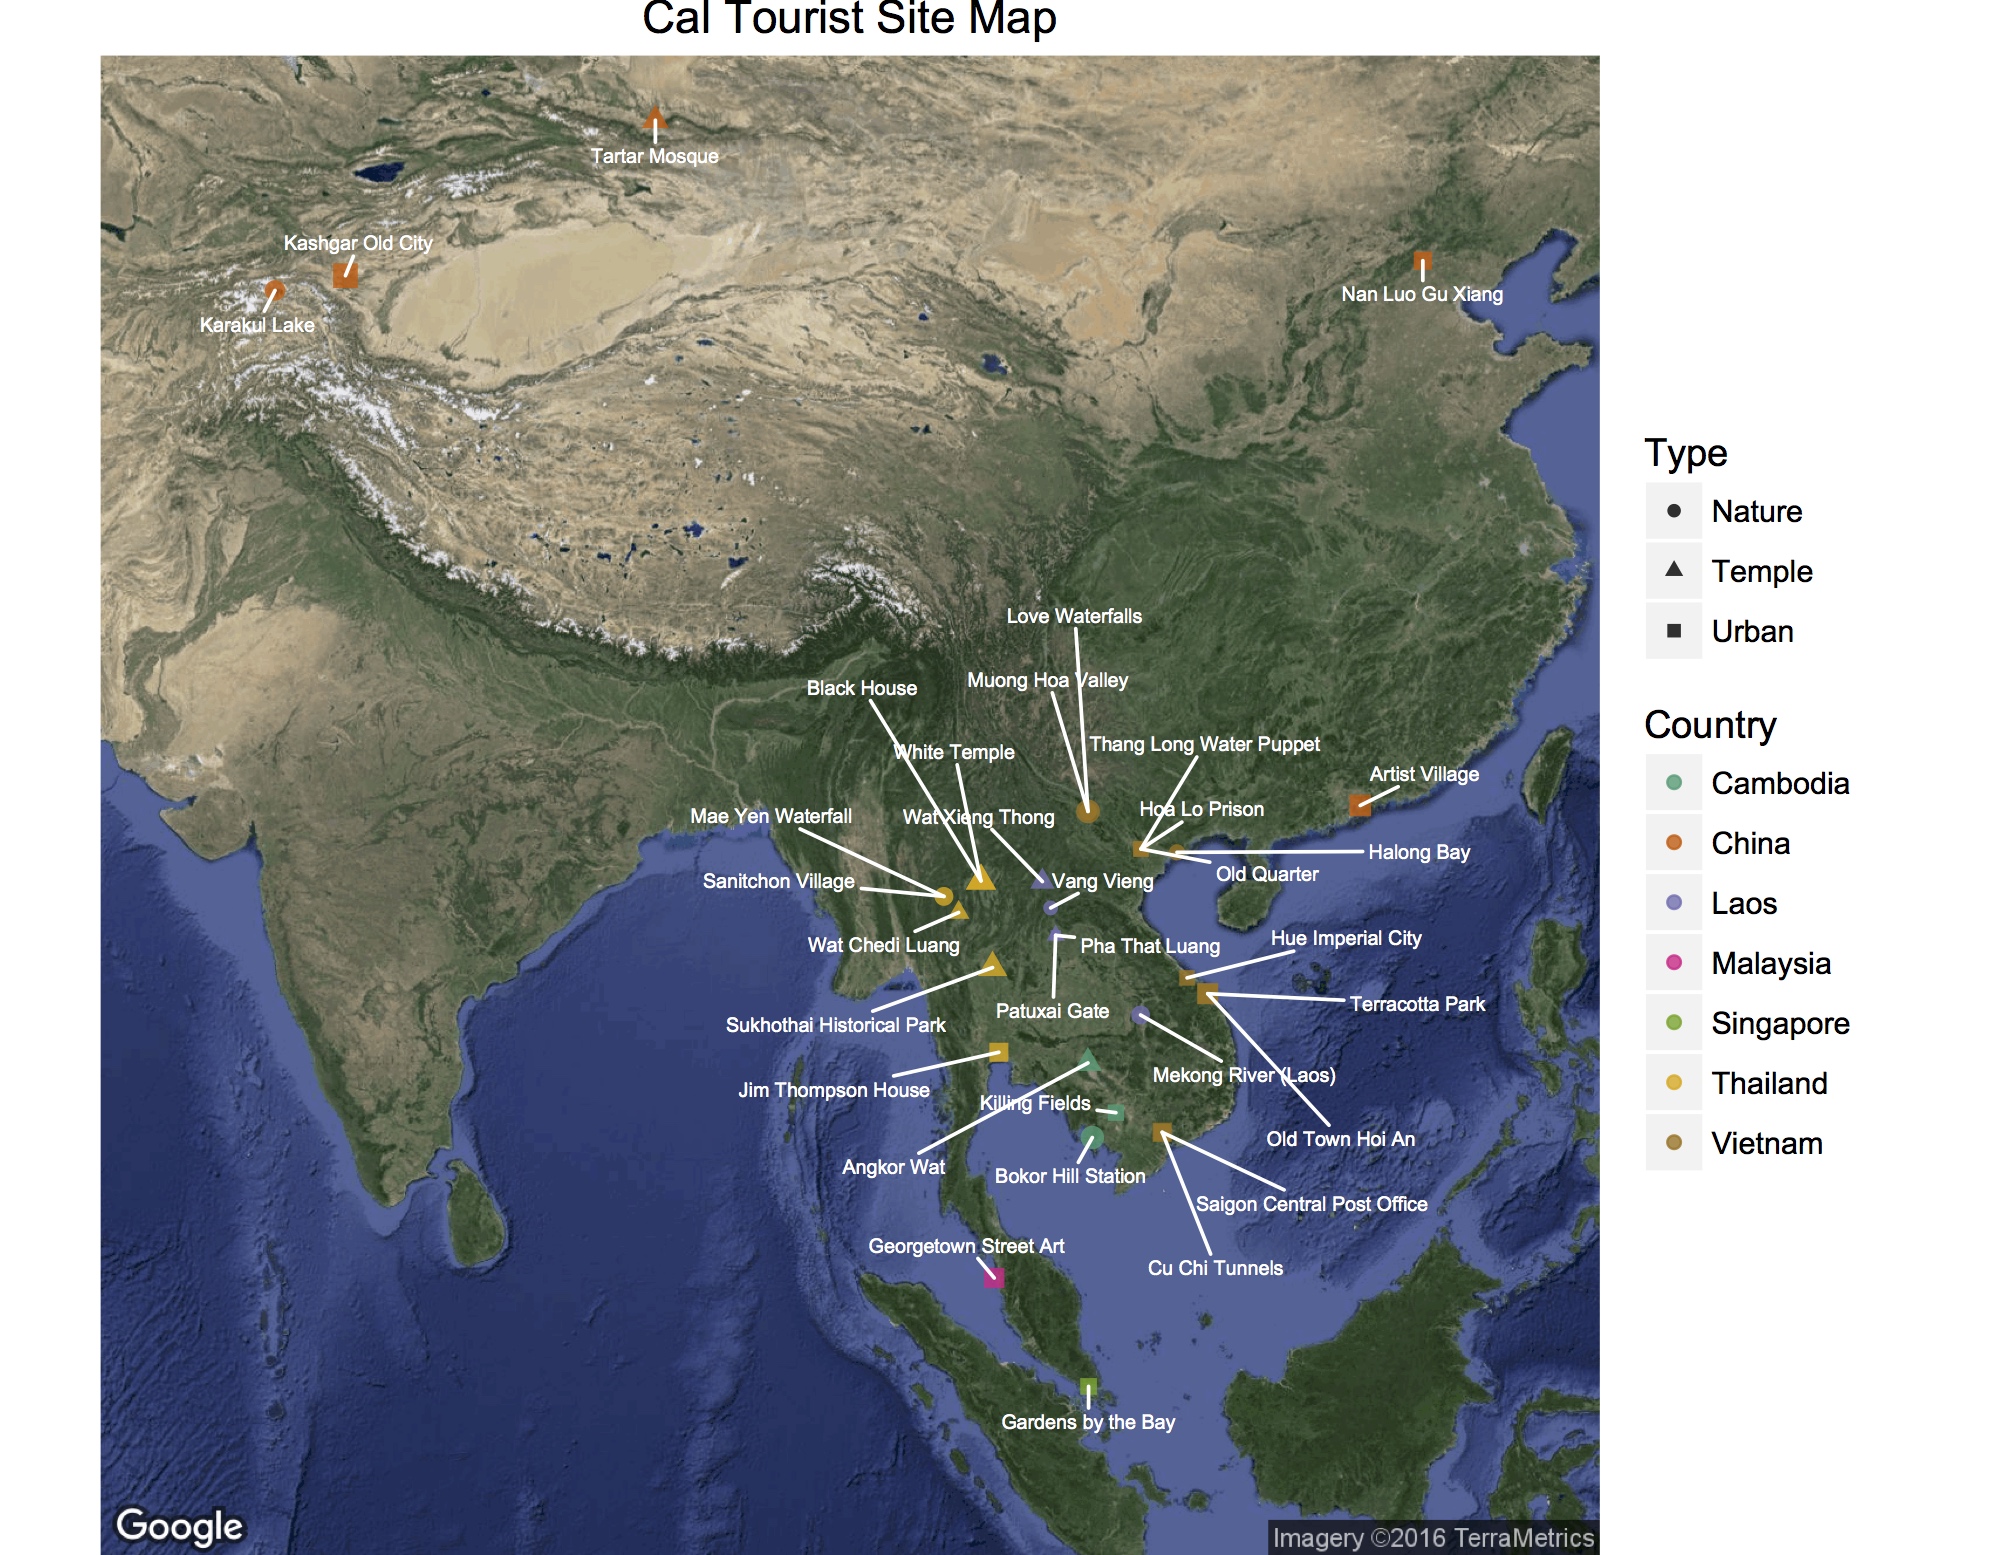 Cal Tourist Site Map
Tartar Mosque
Kashgar Old City
Karakul Lake
Nan Luo Gu Xiang
Love Waterfalls
Muong Hoa Valley
Black House
White Temple
Thang Long Water Puppet
Artist Village
Mae Yen Waterfall
Wat Xieng Thong
Hoa Lo Prison
Halong Bay
Old Quarter
Sanitchon Village
Vang Vieng
Wat Chedi Luang
Pha That Luang
Hue Imperial City
Terracotta Park
Patuxai Gate
Sukhothai Historical Park
Mekong River (Laos)
Jim Thompson House
Killing Fields
Old Town Hoi An
Angkor Wat
Bokor Hill Station
Saigon Central Post Office
Georgetown Street Art
Cu Chi Tunnels
Gardens by the Bay
Google
Imagery ©2016 TerraMetrics
Type
Nature
Temple
Urban
Country
Cambodia
China
Laos
Malaysia
Singapore
Thailand
Vietnam